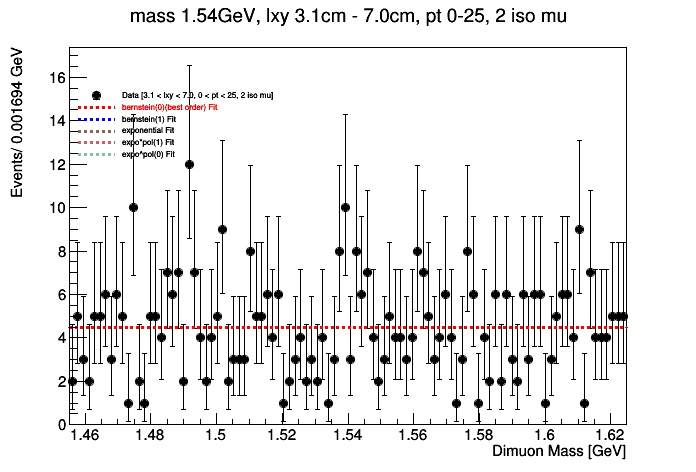 mass 1.54GeV, lxy 3.1cm - 7.0cm, pt 0-25, 2 iso mu
Events/ 0.001694 GeV
16
14
12
10
8
6
4
2
0
Data [3.1 < lxy < 7.0, 0 < pt < 25, 2 iso mu]
bernstein(0)(best order) Fit
bernstein(1) Fit
exponential Fit
expo*pol(1) Fit
expo*pol(0) Fit
1.46 1.48 1.5 1.52 1.54 1.56 1.58 1.6 1.62
Dimuon Mass [GeV]